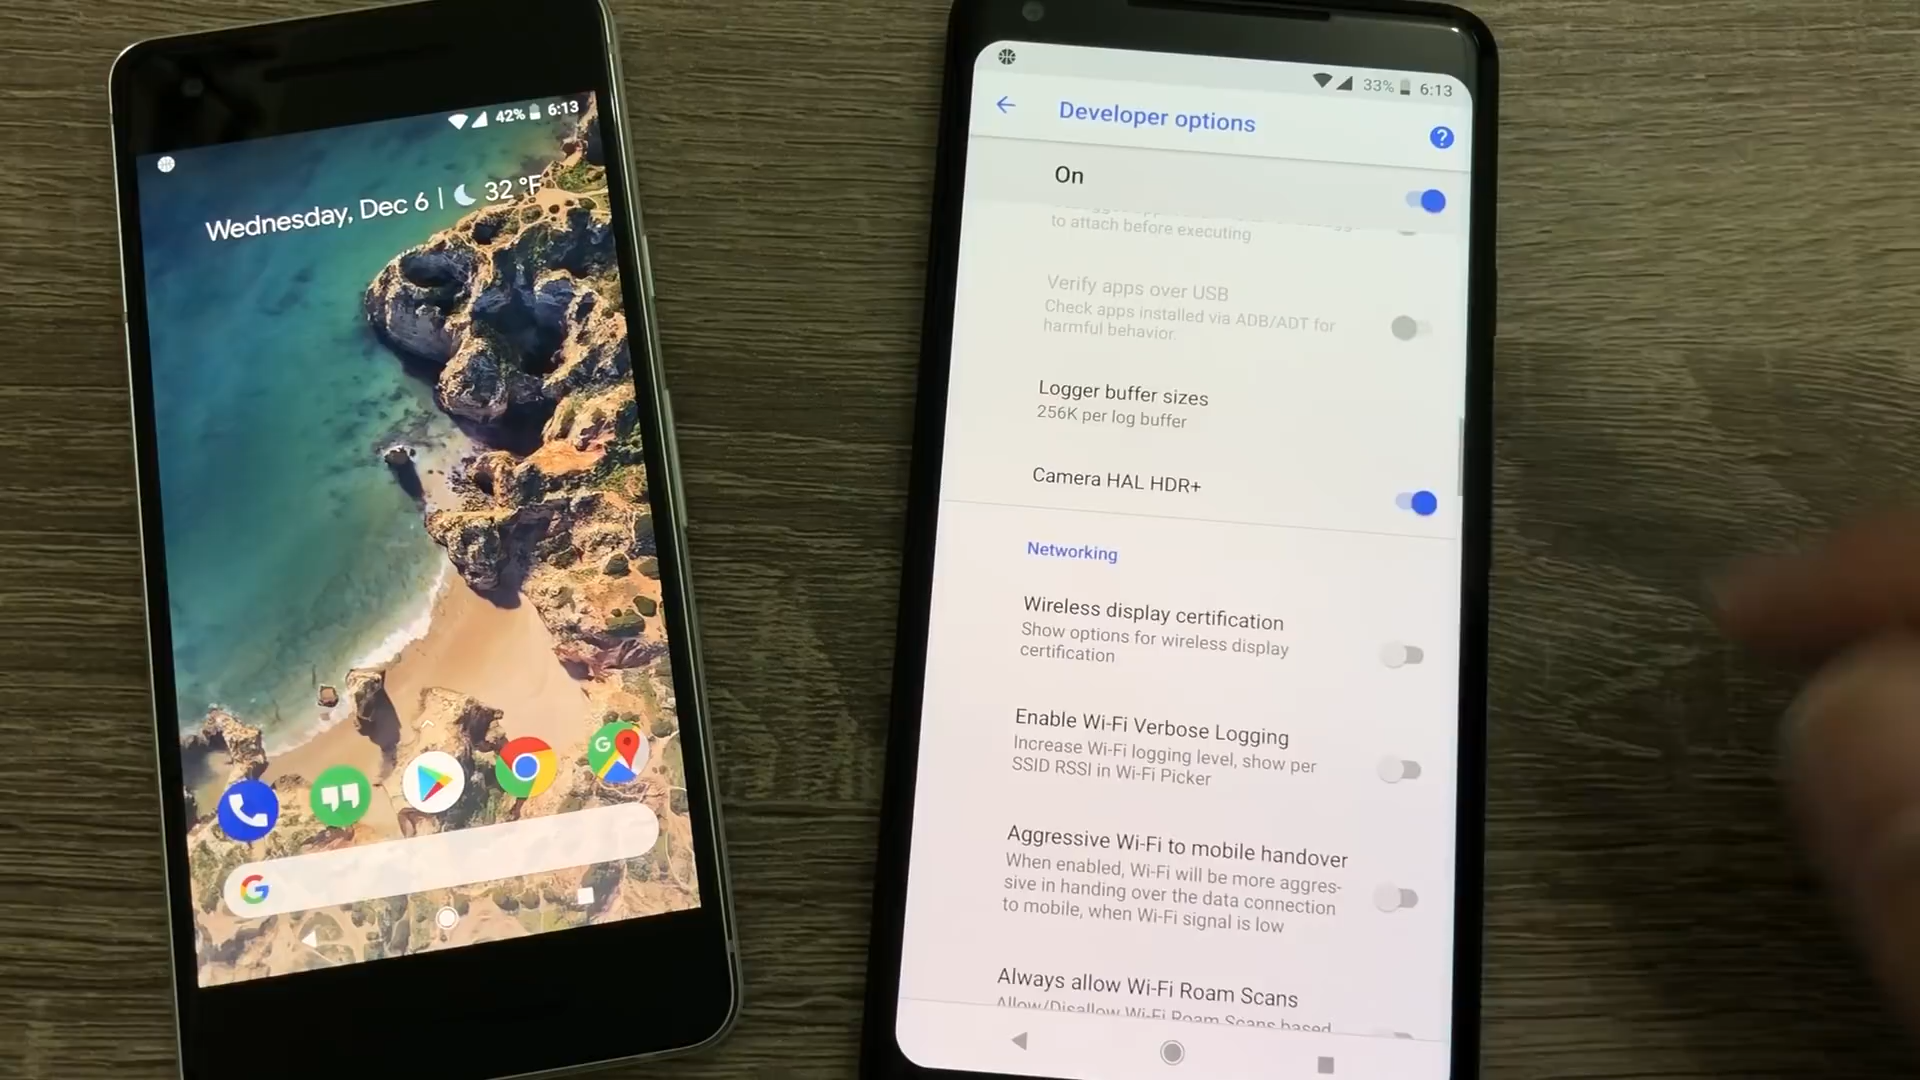 42% 6:13
Wednesday, Dec 6 | 32 °F
G
G
33% 6:13
Developer options
?
On
to attach before executing
Verify apps over USB
Check apps installed via ADB/ADT for
harmful behavior.
Logger buffer sizes
256K per log buffer
Camera HAL HDR+
Networking
Wireless display certification
Show options for wireless display
certification
Enable Wi-Fi Verbose Logging
Increase Wi-Fi logging level, show per
SSID RSSI in Wi-Fi Picker
Aggressive Wi-Fi to mobile handover
When enabled, Wi-Fi will be more aggres-
sive in handing over the data connection
to mobile, when Wi-Fi signal is low
Always allow Wi-Fi Roam Scans
Allow/Disallow Wi-Fi Roam Scans based